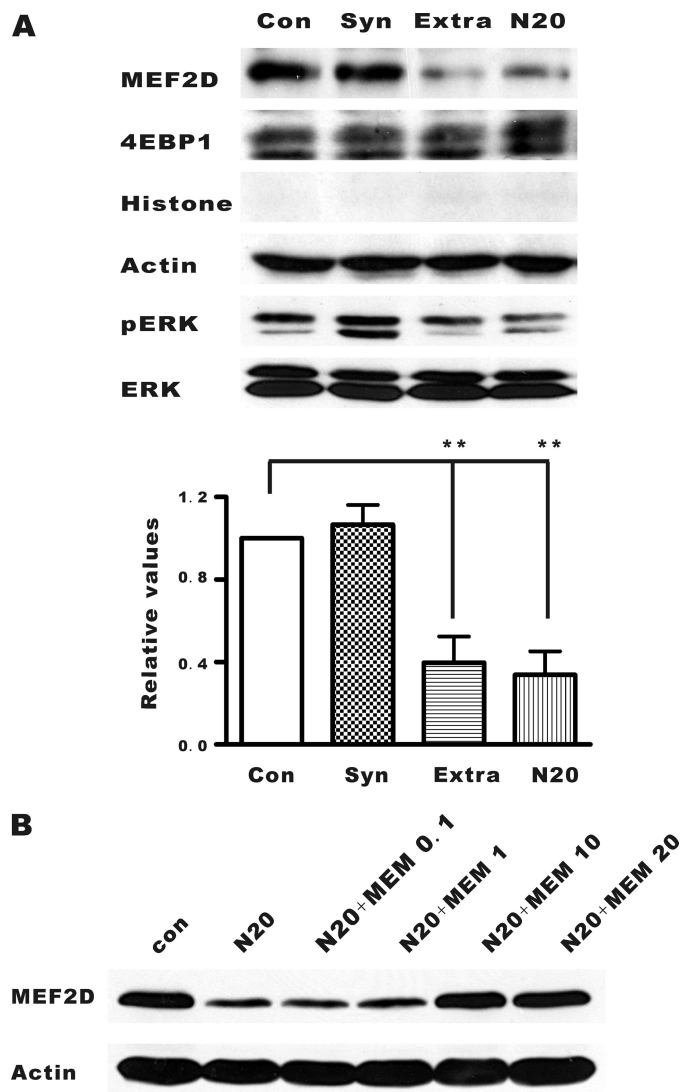 A
Con Syn Extra N20
MEF2D
4EBP1
Histone
Actin
pERK
ERK
** **
Relative values
1.2
0.8
0.4
0.0
Con Syn Extra N20
B
con N20 N20+MEM 0.1 N20+MEM 1 N20+MEM 10 N20+MEM 20
MEF2D
Actin